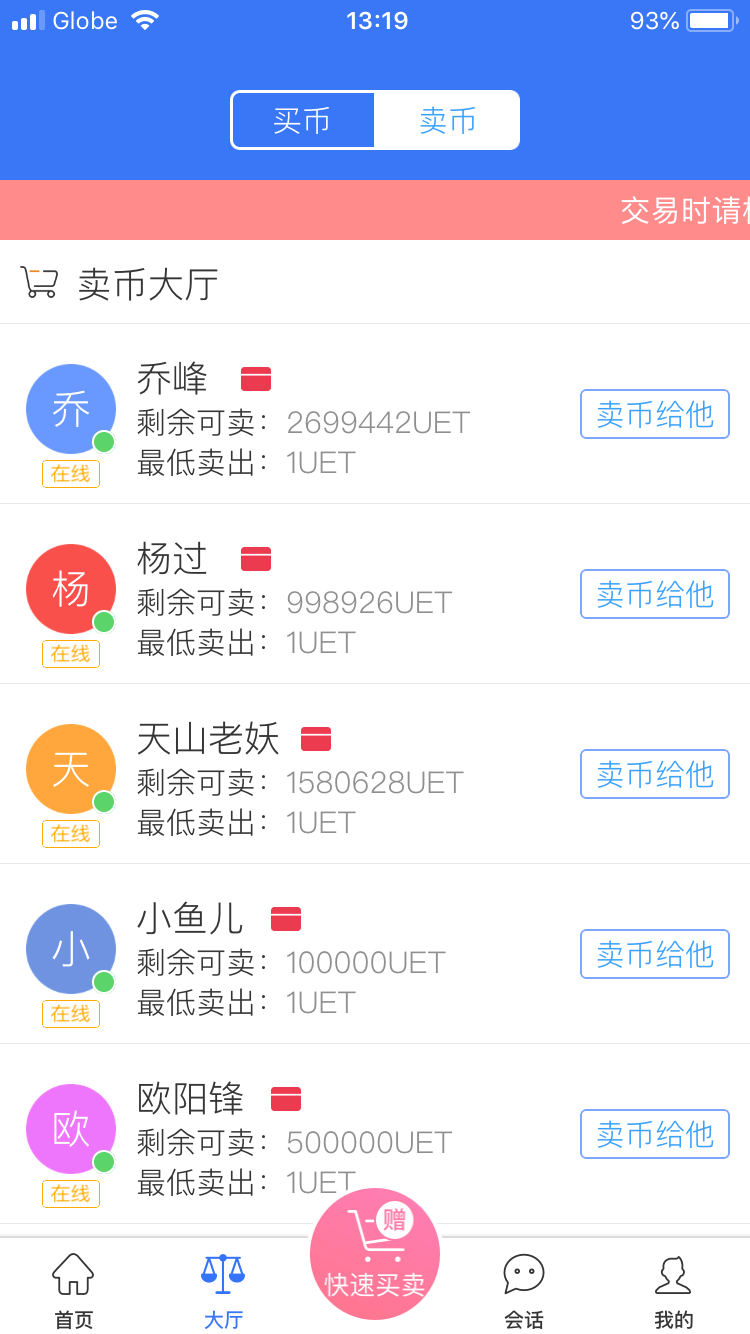 Globe 13:19 93%
买币 卖币
交易时请
卖币大厅
乔
在线
乔峰
剩余可卖：2699442UET
最低卖出：1UET
卖币给他
杨
在线
杨过
剩余可卖：998926UET
最低卖出：1UET
卖币给他
天
在线
天山老妖
剩余可卖：1580628UET
最低卖出：1UET
卖币给他
小
在线
小鱼儿
剩余可卖：100000UET
最低卖出：1UET
卖币给他
欧
在线
欧阳锋
剩余可卖：500000UET
最低卖出：1UET
卖币给他
赠
快速买卖
首页 大厅 会话 我的